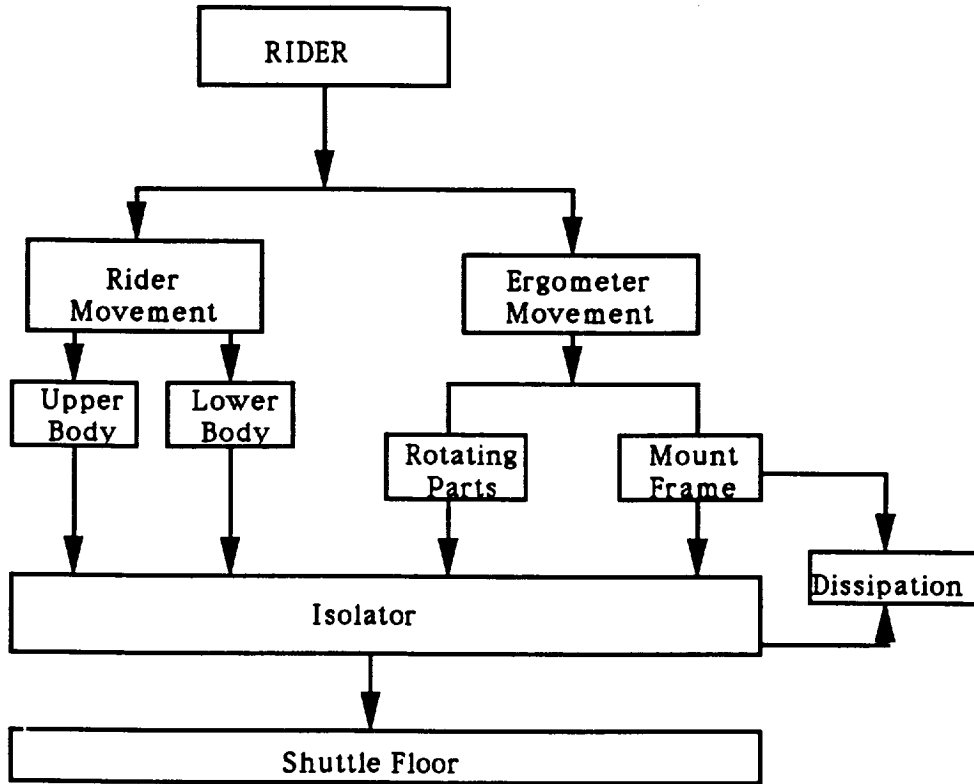 RIDER
Rider
Movement
Ergometer
Movement
Upper
Body
Lower
Body
Rotating
Parts
Mount
Frame
Dissipation
Isolator
Shuttle Floor